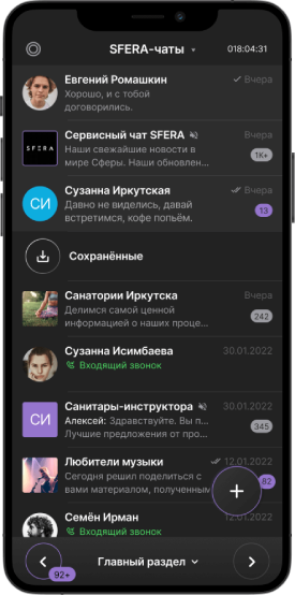 SFERA-чаты
018:04:31
Евгений Ромашкин
Вчера
Хорошо, и с тобой
договорились.
Сервисный чат SFERA
Вчера
SFERA
Наши свежайшие новости в
мире Сферы. Наши обновлен...
1K+
Сузанна Иркутская
Вчера
СИ
Давно не виделись, давай
встретимся, кофе попьём.
13
Сохранённые
Санатории Иркутска
Вчера
Делимся самой ценной
информацией о наших проце...
242
Сузанна Исимбаева
30.01.2022
Входящий звонок
Санитары-инструктора
30.01.2022
СИ
Алексей: Здравствуйте. Вы п...
Лучшие предложения от про...
345
Любители музыки
12.01.2022
Сегодня решил поделиться с
вами материалом, полученным
82
+
Семён Ирман
12.01.2022
Входящий звонок
Главный раздел
92+